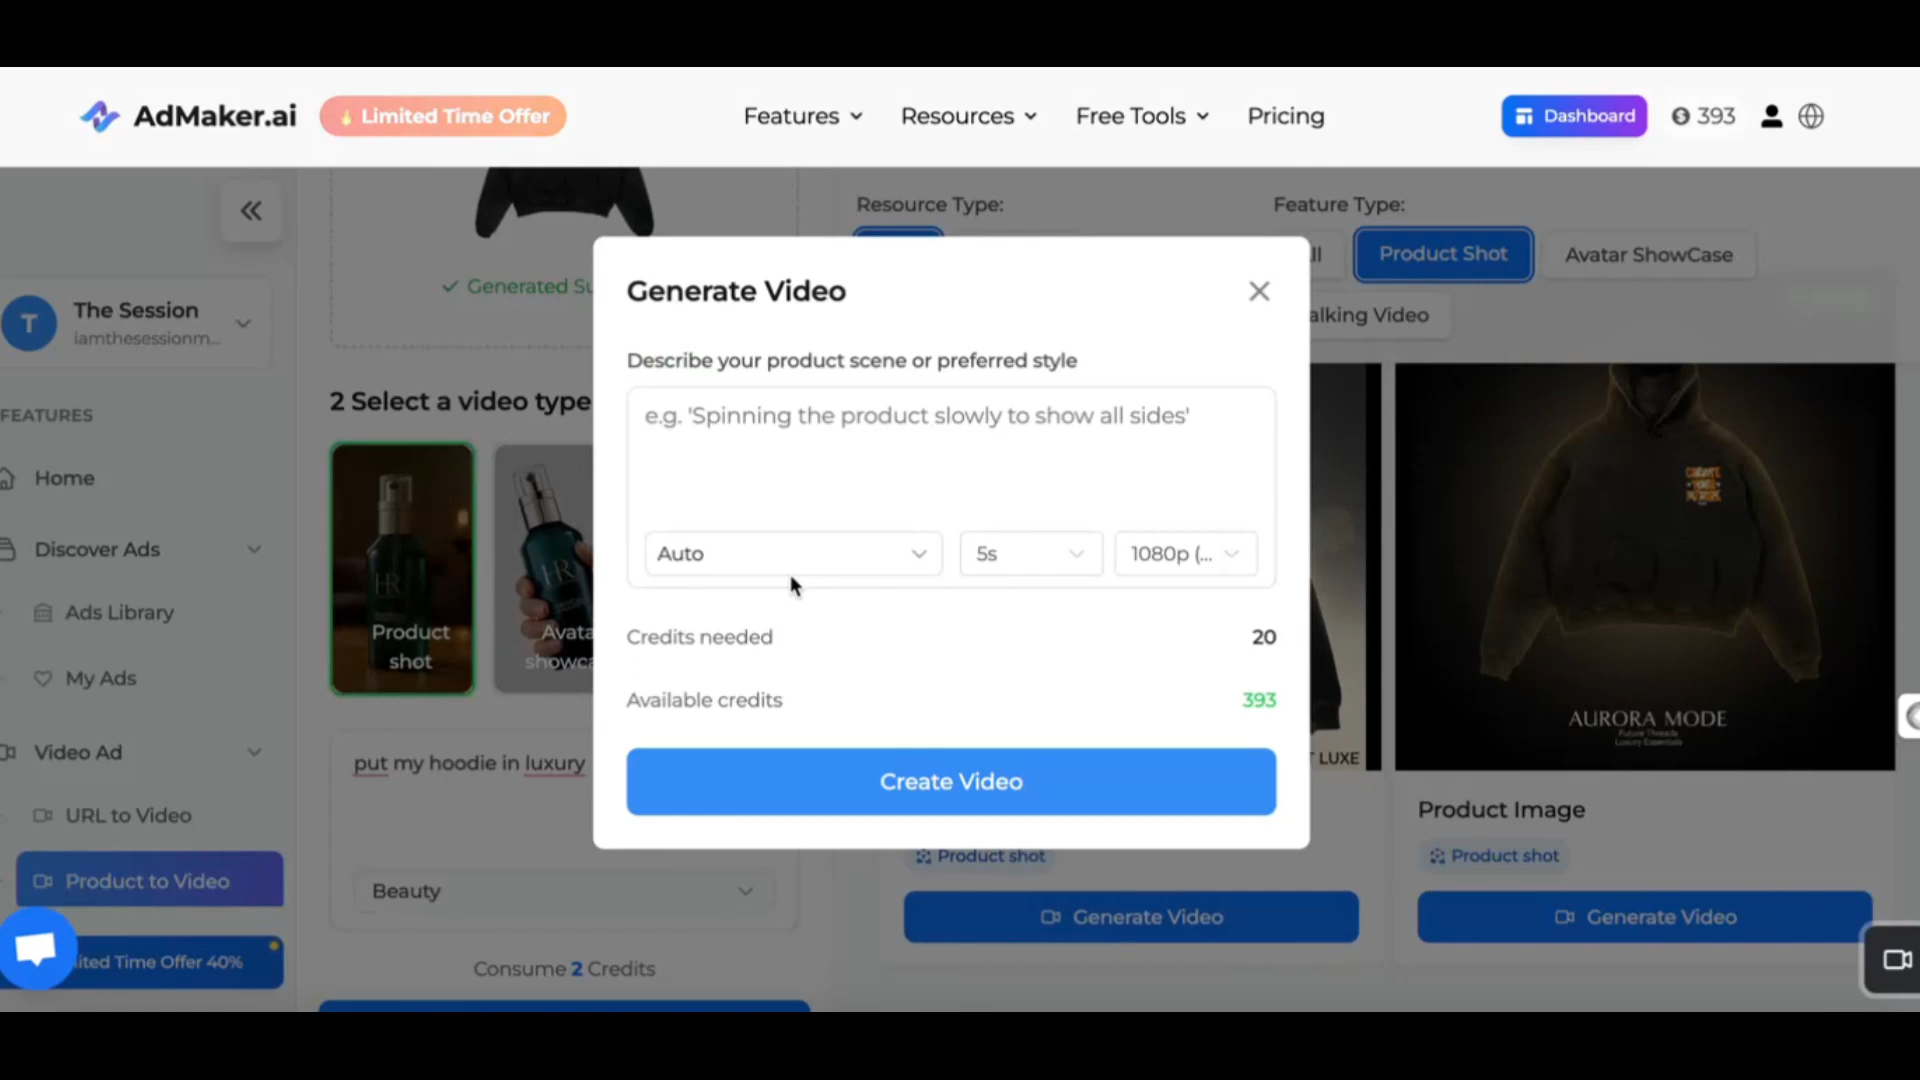 AdMaker.ai
Limited Time Offer
Features
Resources
Free Tools
Pricing
Dashboard
393
T
The Session
iamthesessionm...
FEATURES
Home
Discover Ads
Ads Library
My Ads
Video Ad
URL to Video
Product to Video
ited Time Offer 40%
Generated Su
2 Select a video type
Product
shot
Avata
showca
put my hoodie in luxury
Beauty
Consume 2 Credits
Resource Type:
Feature Type:
Product Shot
Avatar ShowCase
alking Video
Generate Video
Describe your product scene or preferred style
e.g. 'Spinning the product slowly to show all sides'
Auto
5s
1080p (...
Credits needed
20
Available credits
393
Create Video
T LUXE
AURORA MODE
Future Threads
Luxury Essentials
Product shot
Generate Video
Product Image
Product shot
Generate Video